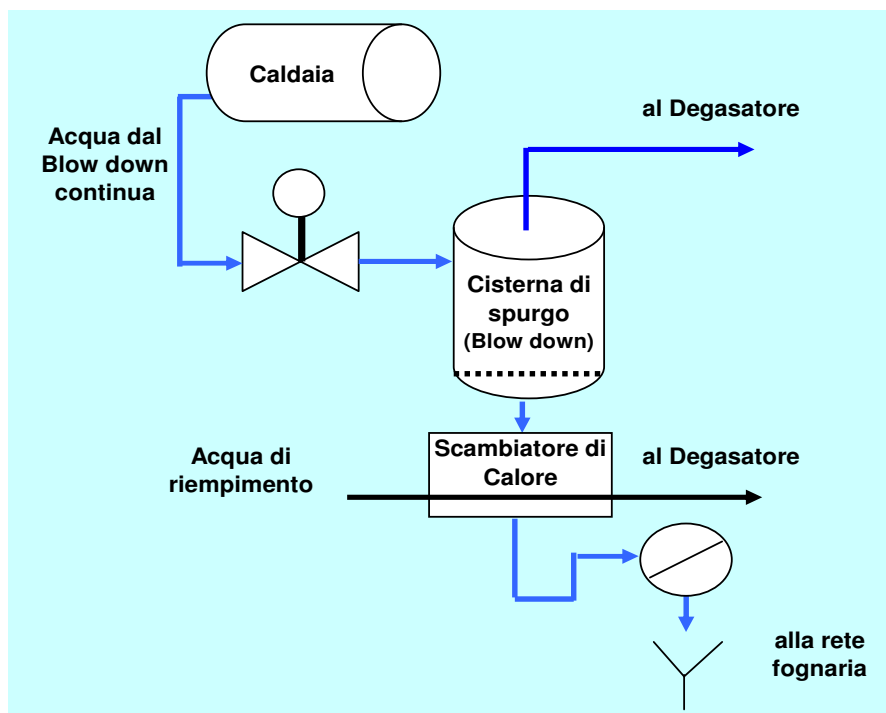 Caldaia
al Degasatore
Acqua dal
Blow down
continua
Cisterna di
spurgo
(Blow down)
Scambiatore di
Calore
Acqua di
riempimento
al Degasatore
alla rete
fognaria